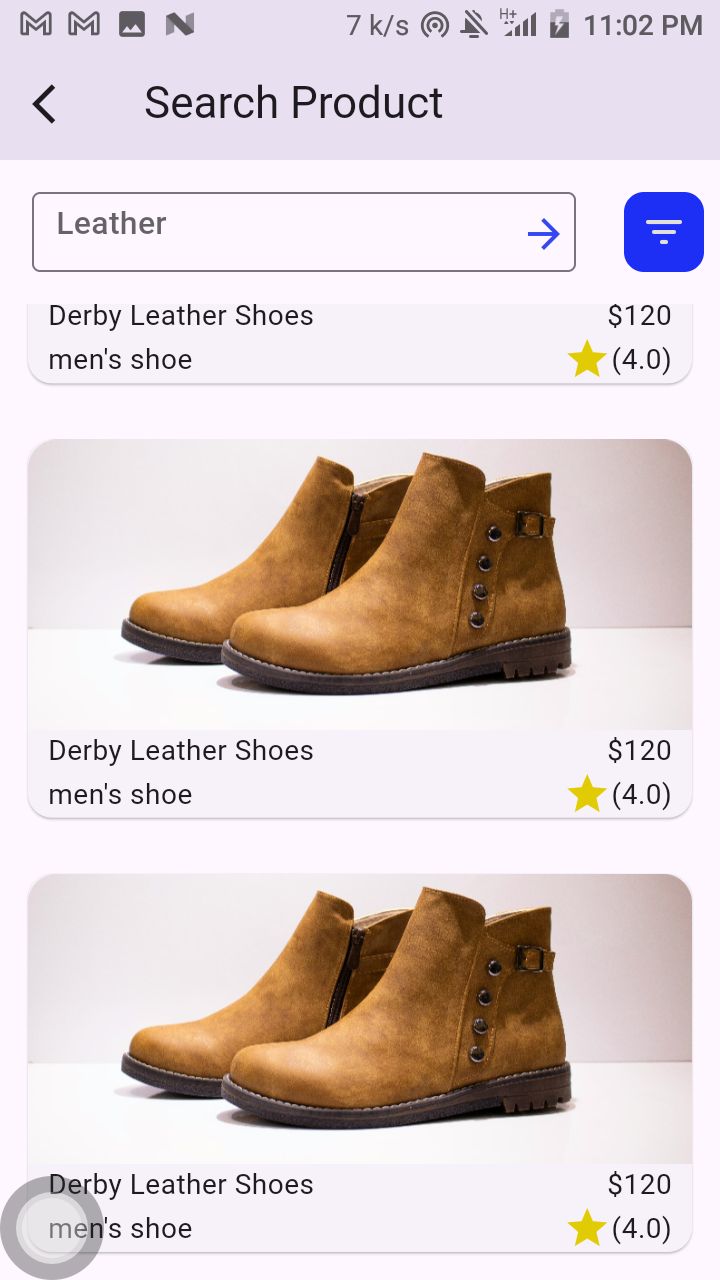 7 k/s H+ 11:02 PM
Search Product
Leather
Derby Leather Shoes $120
men's shoe (4.0)
Derby Leather Shoes $120
men's shoe (4.0)
Derby Leather Shoes $120
men's shoe (4.0)